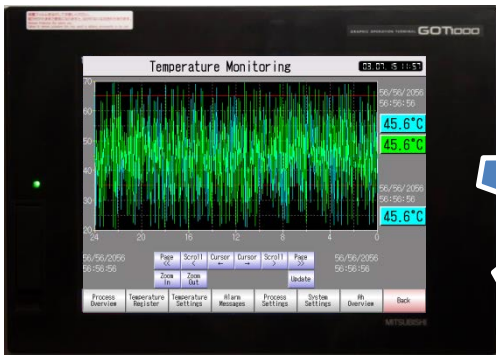 GRAPHIC OPERATION TERMINAL GOT1000
Temperature Monitoring
03.07.15 11:57
70
60
50
40
30
20
24 20 16 12 8 4 0
56/56/2056
56:56:56
45.6°C
45.6°C
56/56/2056
56:56:56
45.6°C
56/56/2056
56:56:56
56/56/2056
56:56:56
Page
<<
Scroll
<
Cursor
←
Cursor
→
Scroll
>
Page
>>
Zoom
In
Zoom
Out
Update
Process
Overview
Temperature
Register
Temperature
Settings
Alarm
Messages
Process
Settings
System
Settings
Wh
Overview
Back
MITSUBISHI